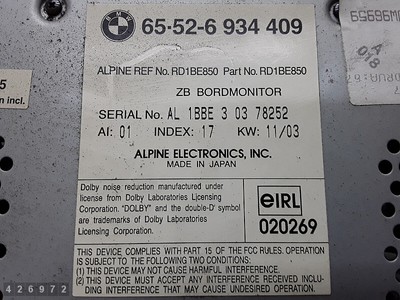 BMW
65-52-6 934 409
ALPINE REF No. RD1BE850 Part No. RD1BE850
ZB BORDMONITOR
SERIAL No. AL 1BBE 3 03 78252
AI: 01 INDEX: 17 KW: 11/03
ALPINE ELECTRONICS, INC.
MADE IN JAPAN
Dolby noise reduction manufactured under
license from Dolby Laboratories Licensing
Corporation. "DOLBY" and the double-D symbol
are trademarks of Dolby Laboratories
Licensing Corporation.
eIRL
020269
THIS DEVICE COMPLIES WITH PART 15 OF THE FCC RULES. OPERATION
IS SUBJECT TO THE FOLLOWING TWO CONDITIONS:
(1) THIS DEVICE MAY NOT CAUSE HARMFUL INTERFERENCE.
(2) THIS DEVICE MUST ACCEPT ANY INTERFERENCE RECEIVED INCLUDING
INTERFERENCE THAT MAY CAUSE UNDESIRED OPERATION.
5
n incl.
426972